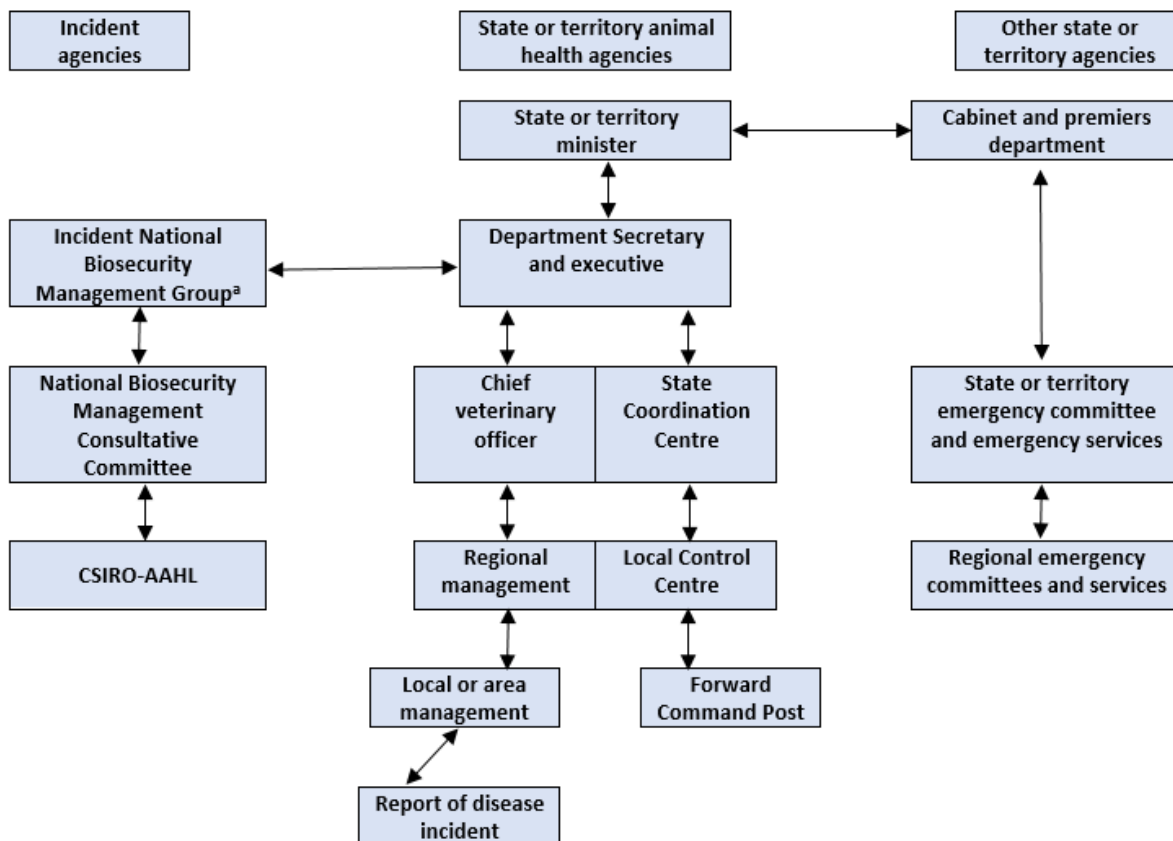 Incident
agencies
State or territory animal
health agencies
Other state or
territory agencies
State or territory
minister
Cabinet and premiers
department
Incident National
Biosecurity
Management Groupᵃ
Department Secretary
and executive
National Biosecurity
Management
Consultative
Committee
Chief
veterinary
officer
State
Coordination
Centre
State or territory
emergency committee
and emergency services
CSIRO-AAHL
Regional
management
Local Control
Centre
Regional emergency
committees and services
Local or area
management
Forward
Command Post
Report of disease
incident